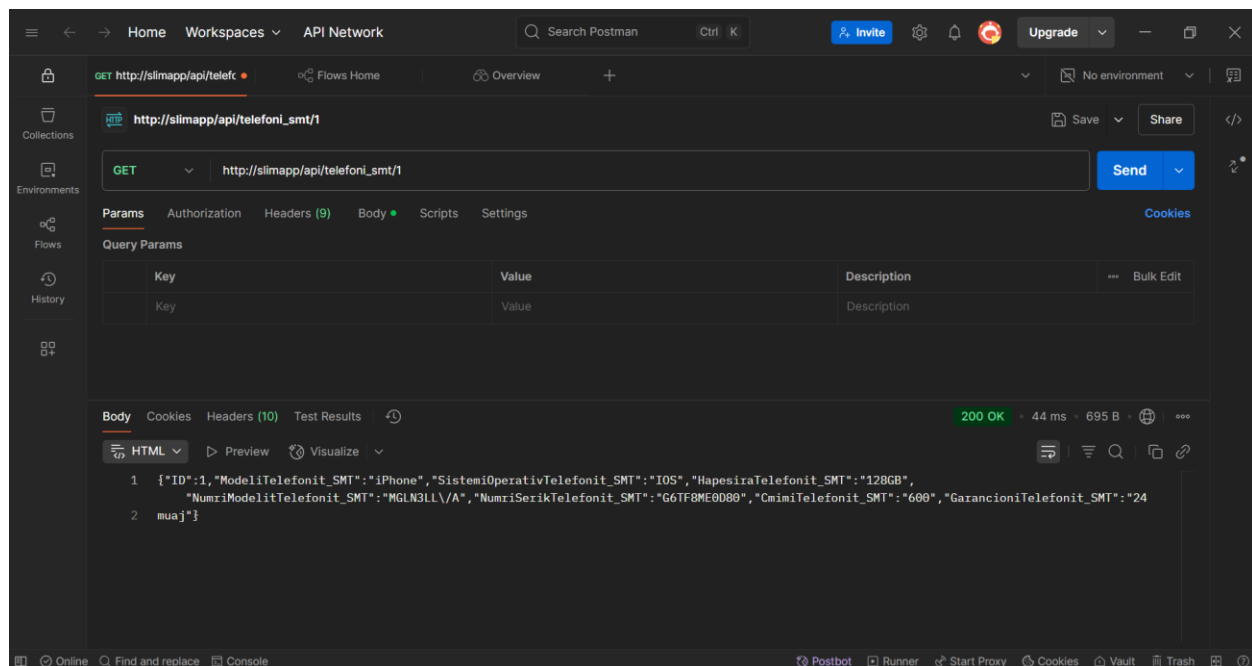 Home Workspaces API Network Search Postman Ctrl K Invite Upgrade
GET http://slimapp/api/telefc Flows Home Overview + No environment
http://slimapp/api/telefoni_smt/1 Save Share
Collections
GET http://slimapp/api/telefoni_smt/1 Send
Environments
Params Authorization Headers (9) Body Scripts Settings Cookies
Flows
Query Params
Key Value Description Bulk Edit
History
Key Value Description
Body Cookies Headers (10) Test Results 200 OK 44 ms 695 B
HTML Preview Visualize
1 {"ID":1,"ModeliTelefonit_SMT":"iPhone","SistemiOperativTelefonit_SMT":"IOS","HapesiraTelefonit_SMT":"128GB",
"NumriModelitTelefonit_SMT":"MGLN3LL\/A","NumriSerikTelefonit_SMT":"G6TF8ME0D80","CmimiTelefonit_SMT":"600","GarancioniTelefonit_SMT":"24
2 muaj"}
Online Find and replace Console Postbot Runner Start Proxy Cookies Vault Trash